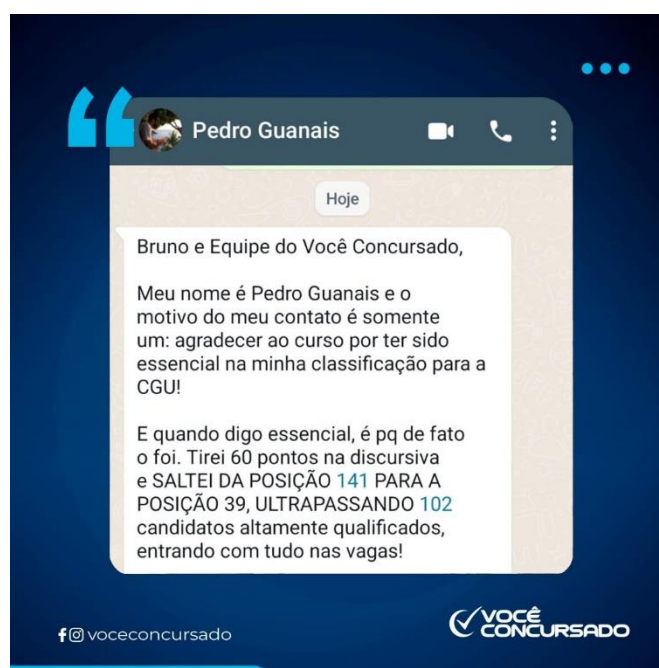 Pedro Guanais
Hoje
Bruno e Equipe do Você Concursado,
Meu nome é Pedro Guanais e o
motivo do meu contato é somente
um: agradecer ao curso por ter sido
essencial na minha classificação para a
CGU!
E quando digo essencial, é pq de fato
o foi. Tirei 60 pontos na discursiva
e SALTEI DA POSIÇÃO 141 PARA A
POSIÇÃO 39, ULTRAPASSANDO 102
candidatos altamente qualificados,
entrando com tudo nas vagas!
voceconcursado
VOCÊ
CONCURSADO